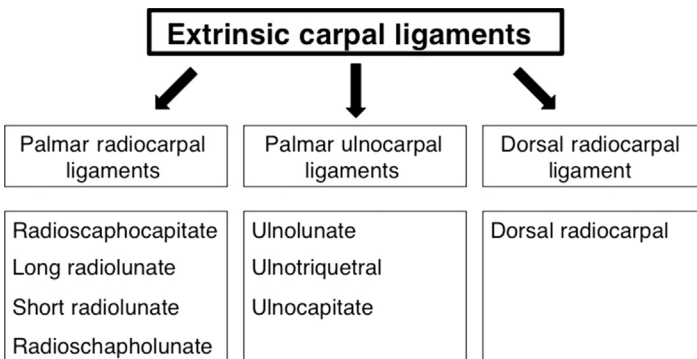 Extrinsic carpal ligaments
Palmar radiocarpal
ligaments
Palmar ulnocarpal
ligaments
Dorsal radiocarpal
ligament
Radioscaphocapitate
Long radiolunate
Short radiolunate
Radioschapholunate
Ulnolunate
Ulnotriquetral
Ulnocapitate
Dorsal radiocarpal